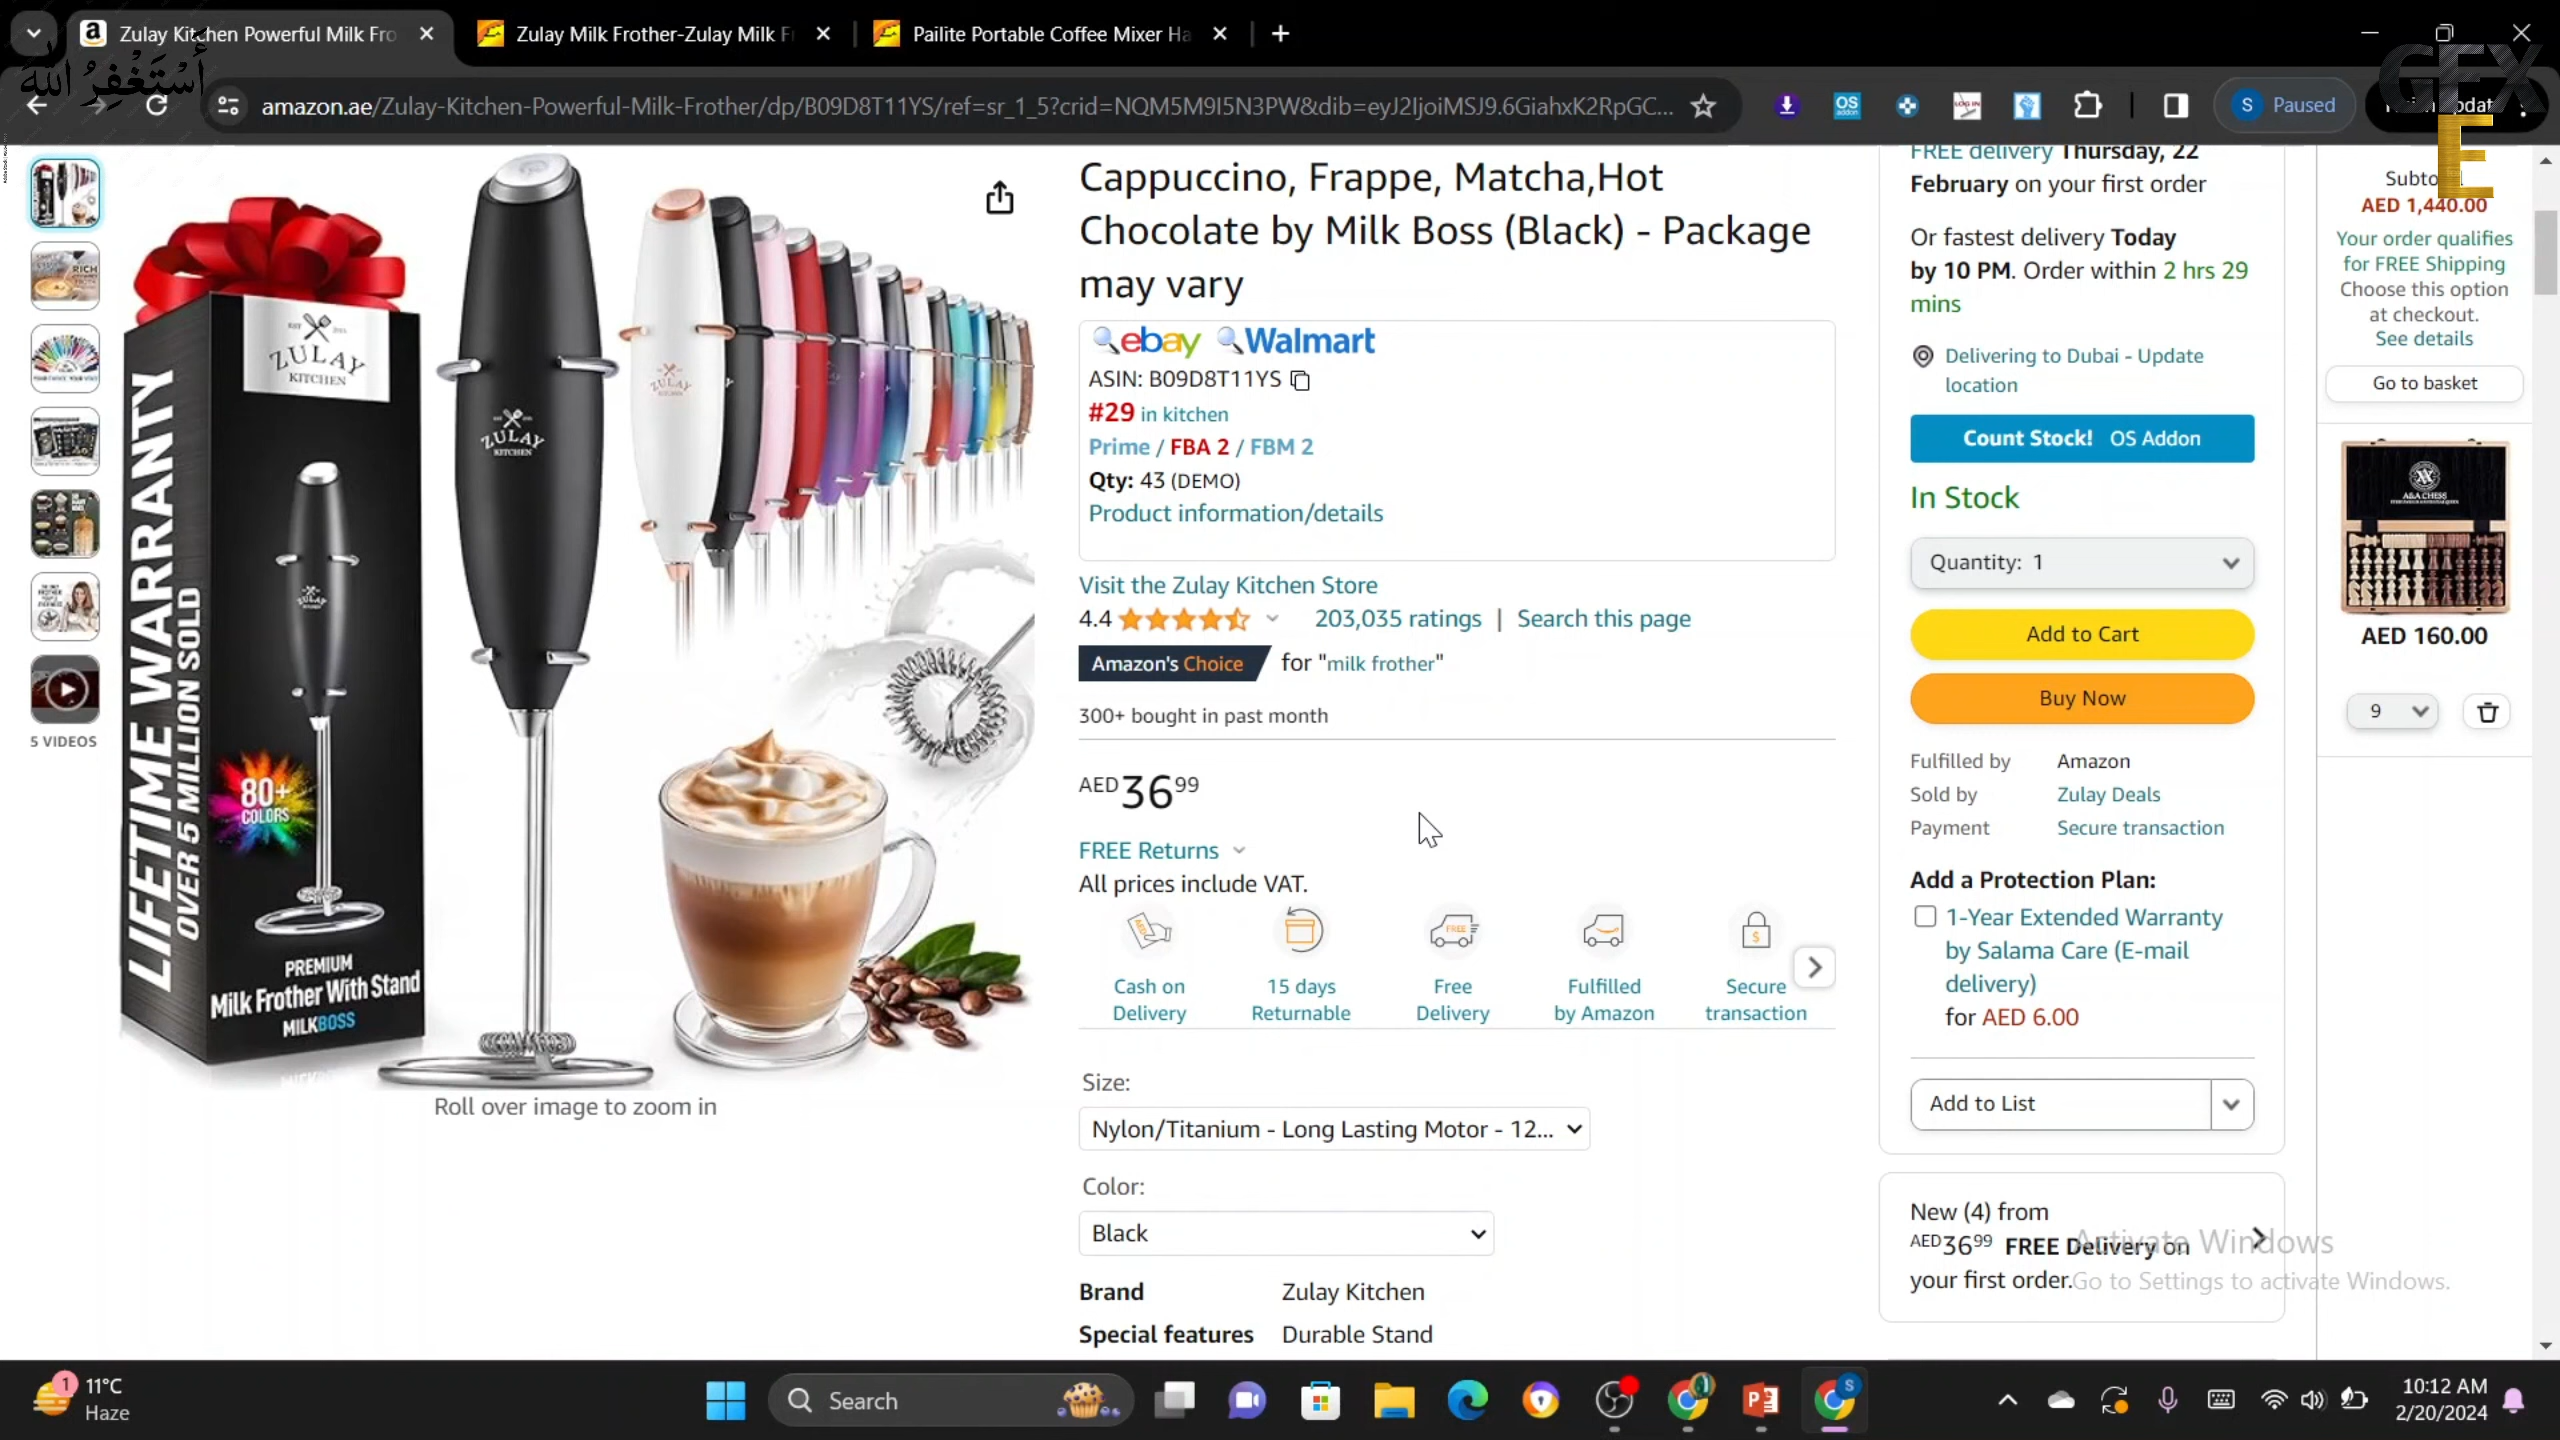 Zulay Kitchen Powerful Milk Fro
Zulay Milk Frother-Zulay Milk F
Pailite Portable Coffee Mixer Ha
أَسْتَغْفِرُ اللّٰهَ
GFX
E
amazon.ae/Zulay-Kitchen-Powerful-Milk-Frother/dp/B09D8T11YS/ref=sr_1_5?crid=NQM5M9I5N3PW&dib=eyJ2IjoiMSJ9.6GiahxK2RpGC...
OS
addon
LOG IN
S Paused
EST
ZULAY
KITCHEN
LIFETIME WARRANTY
OVER 5 MILLION SOLD
80+
COLORS
PREMIUM
Milk Frother With Stand
MILKBOSS
ZULAY
KITCHEN
RICH
5 VIDEOS
Roll over image to zoom in
Cappuccino, Frappe, Matcha,Hot
Chocolate by Milk Boss (Black) - Package
may vary
ebay Walmart
ASIN: B09D8T11YS
#29 in kitchen
Prime / FBA 2 / FBM 2
Qty: 43 (DEMO)
Product information/details
Visit the Zulay Kitchen Store
4.4 203,035 ratings | Search this page
Amazon's Choice for "milk frother"
300+ bought in past month
AED 36 99
FREE Returns
All prices include VAT.
Cash on
Delivery
15 days
Returnable
FREE
Free
Delivery
Fulfilled
by Amazon
Secure
transaction
Size:
Nylon/Titanium - Long Lasting Motor - 12...
Color:
Black
Brand Zulay Kitchen
Special features Durable Stand
FREE delivery Thursday, 22
February on your first order
Or fastest delivery Today
by 10 PM. Order within 2 hrs 29
mins
Delivering to Dubai - Update
location
Count Stock! OS Addon
In Stock
Quantity: 1
Add to Cart
Buy Now
Fulfilled by Amazon
Sold by Zulay Deals
Payment Secure transaction
Add a Protection Plan:
1-Year Extended Warranty
by Salama Care (E-mail
delivery)
for AED 6.00
Add to List
New (4) from
AED 36 99 FREE Delivery on
your first order.
Activate Windows
Go to Settings to activate Windows.
AED 1,440.00
Your order qualifies
for FREE Shipping
Choose this option
at checkout.
See details
Go to basket
A&A CHESS
AED 160.00
9
1
11°C
Haze
Search
10:12 AM
2/20/2024